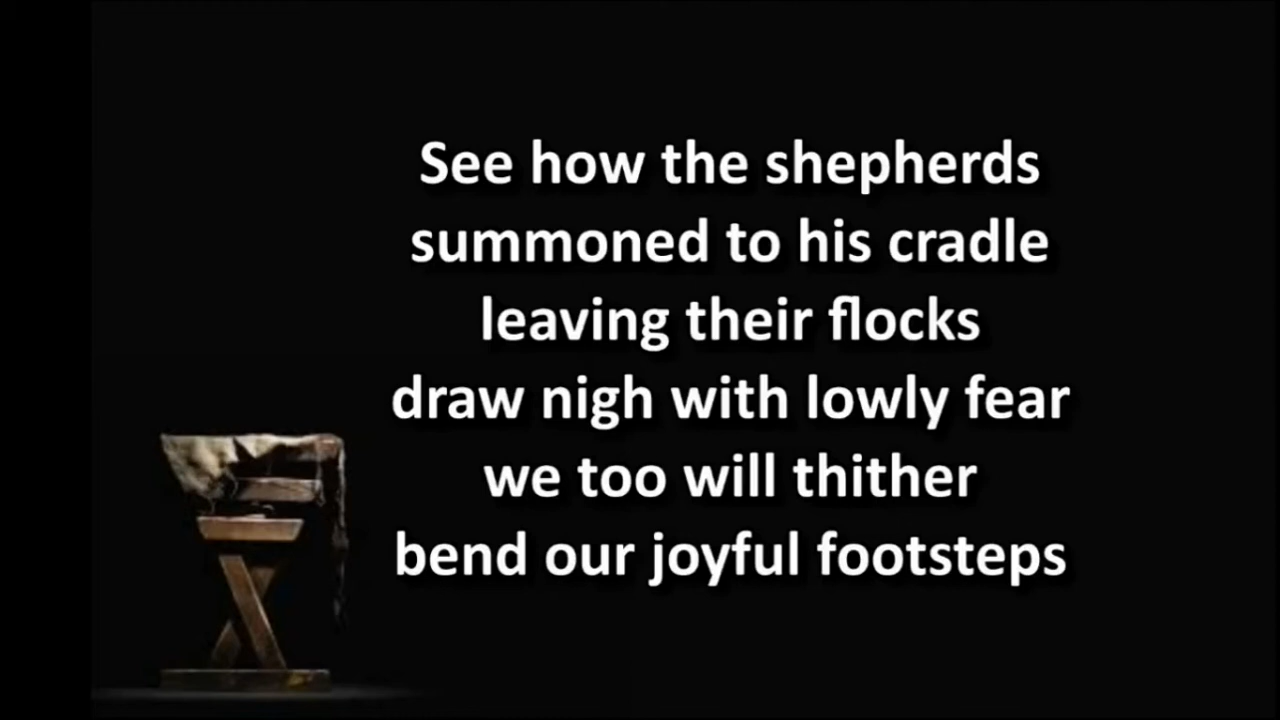 See how the shepherds
summoned to his cradle
leaving their flocks
draw nigh with lowly fear
we too will thither
bend our joyful footsteps